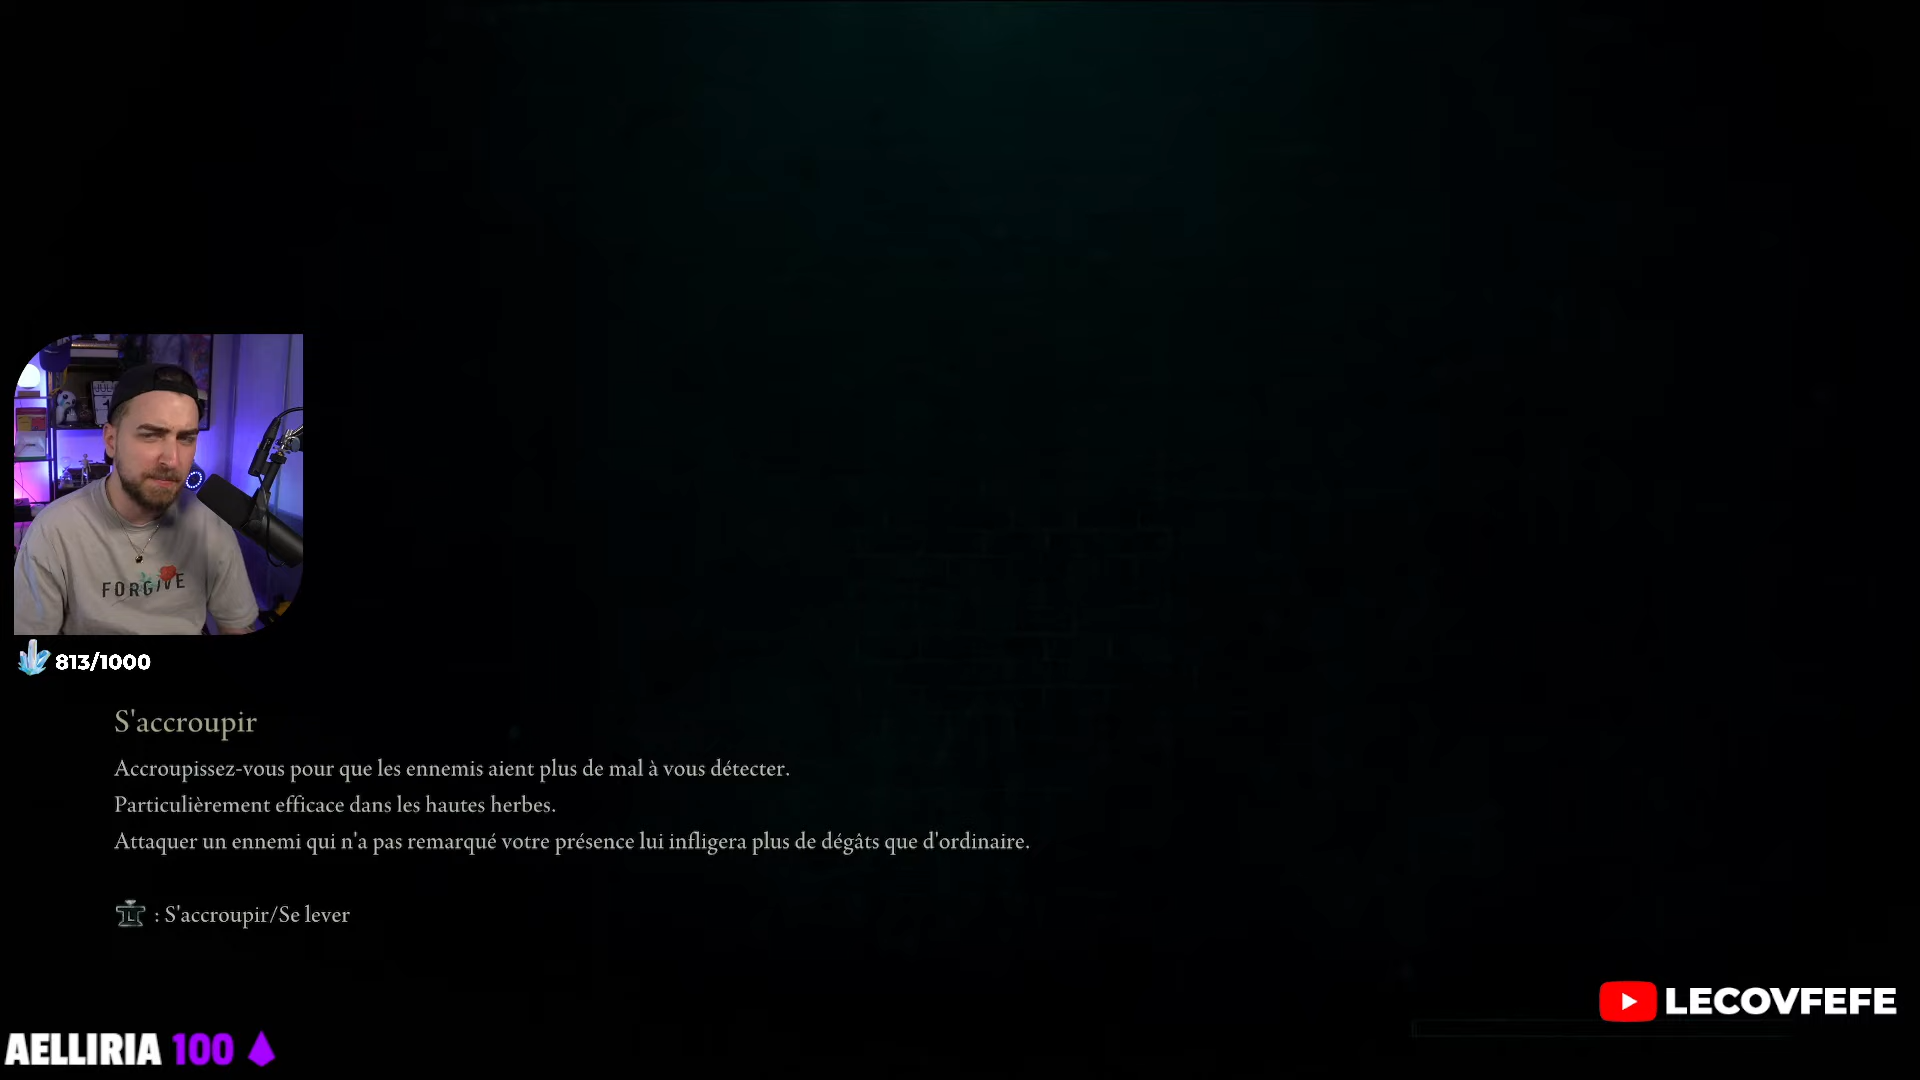 FORGIVE
813/1000
S'accroupir
Accroupissez-vous pour que les ennemis aient plus de mal à vous détecter.
Particulièrement efficace dans les hautes herbes.
Attaquer un ennemi qui n'a pas remarqué votre présence lui infligera plus de dégâts que d'ordinaire.
L : S'accroupir/Se lever
LECOVFEFE
AELLIRIA 100